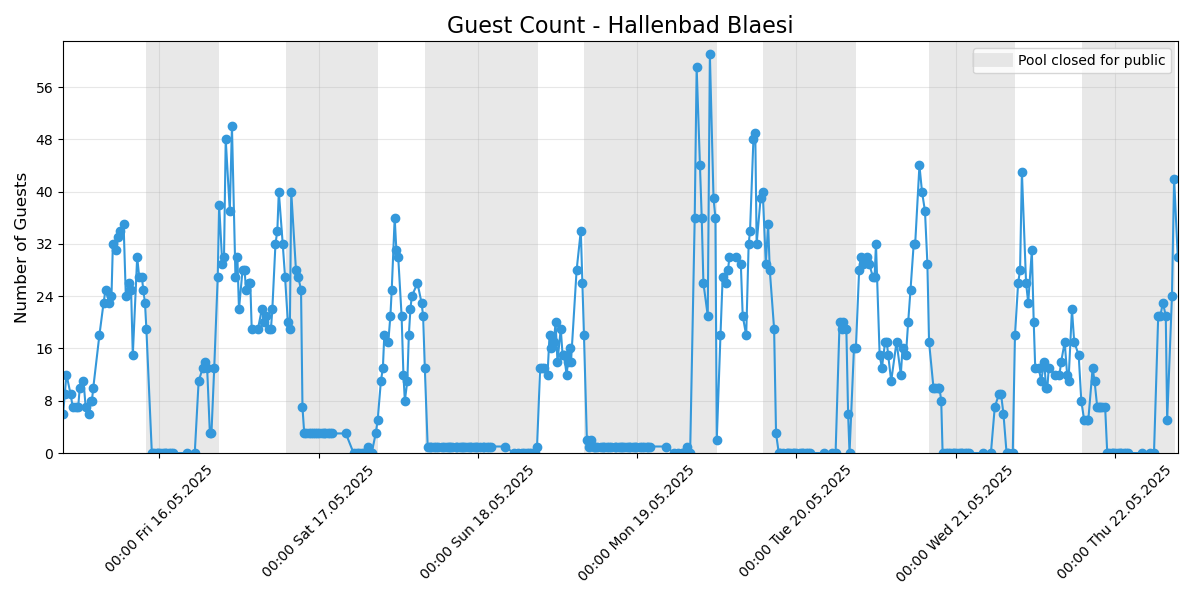 Guest Count - Hallenbad Blaesi
Pool closed for public
Number of Guests
56
48
40
32
24
16
8
0
00:00 Fri 16.05.2025
00:00 Sat 17.05.2025
00:00 Sun 18.05.2025
00:00 Mon 19.05.2025
00:00 Tue 20.05.2025
00:00 Wed 21.05.2025
00:00 Thu 22.05.2025